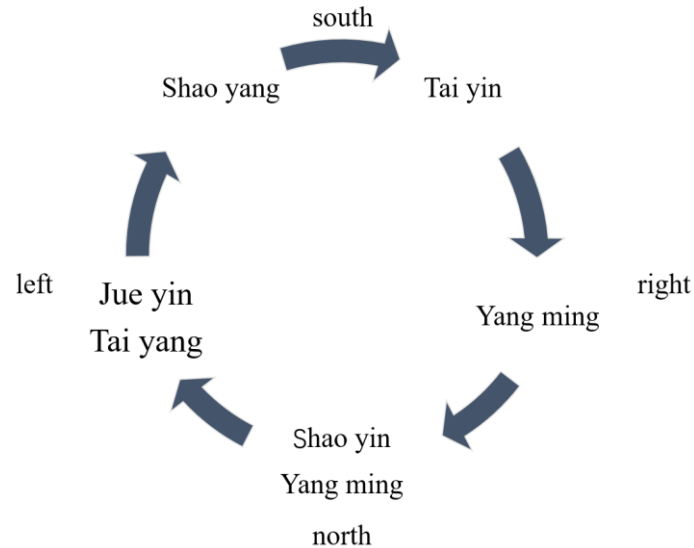 south
Shao yang
Tai yin
left
Jue yin
Tai yang
right
Yang ming
Shao yin
Yang ming
north